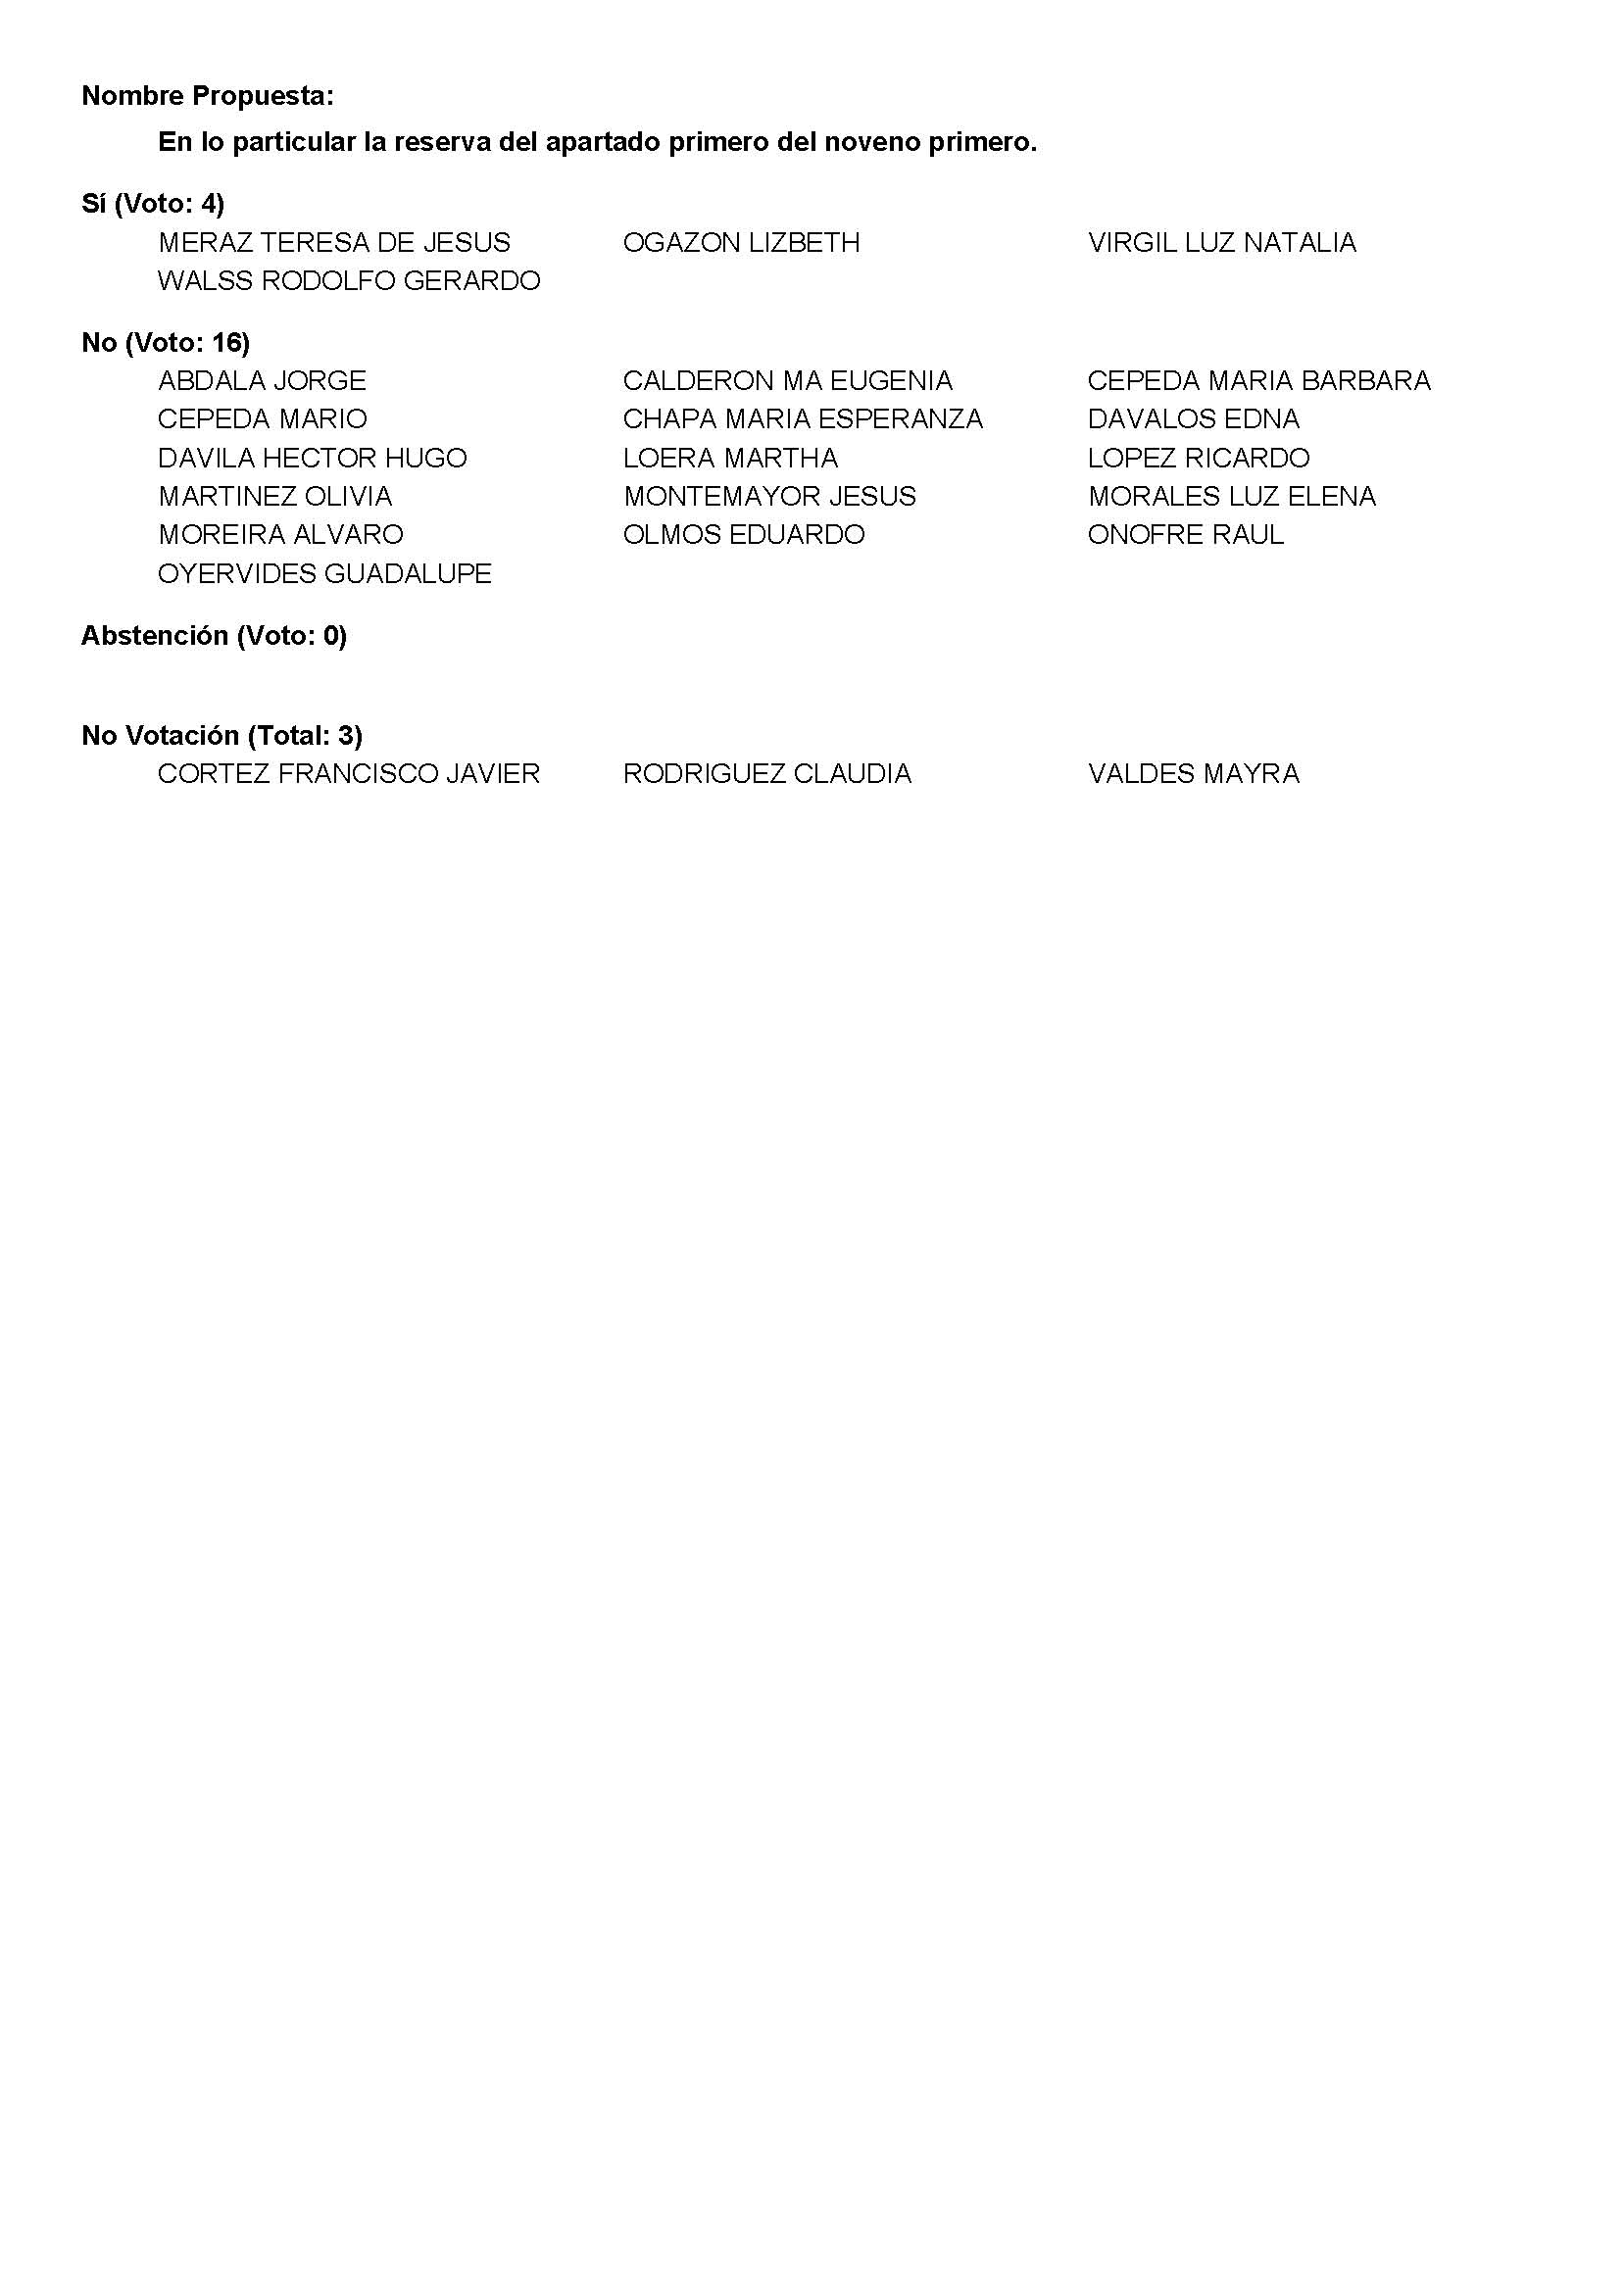 Nombre Propuesta:
En lo particular la reserva del apartado primero del noveno primero.
Sí (Voto: 4)
MERAZ TERESA DE JESUS OGAZON LIZBETH VIRGIL LUZ NATALIA
WALSS RODOLFO GERARDO
No (Voto: 16)
ABDALA JORGE CALDERON MA EUGENIA CEPEDA MARIA BARBARA
CEPEDA MARIO CHAPA MARIA ESPERANZA DAVALOS EDNA
DAVILA HECTOR HUGO LOERA MARTHA LOPEZ RICARDO
MARTINEZ OLIVIA MONTEMAYOR JESUS MORALES LUZ ELENA
MOREIRA ALVARO OLMOS EDUARDO ONOFRE RAUL
OYERVIDES GUADALUPE
Abstención (Voto: 0)
No Votación (Total: 3)
CORTEZ FRANCISCO JAVIER RODRIGUEZ CLAUDIA VALDES MAYRA